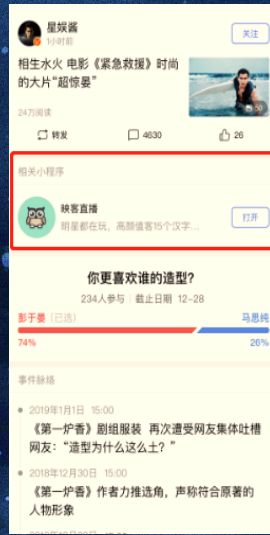 星娱酱
1小时前
关注
相生水火 电影《紧急救援》时尚
的大片“超惊晏”
50
24万阅读
转发
4630
26
相关小程序
映客直播
明星都在玩，高颜值客15个汉字...
打开
你更喜欢谁的造型？
234人参与 | 截止日期 12-28
彭于晏（已选）
马思纯
74%
26%
事件脉络
2019年1月1日 15:00
《第一炉香》剧组服装 再次遭受网友集体吐槽
网友：“造型为什么这么土？”
2018年12月30日 15:00
《第一炉香》作者力推选角，声称符合原著的
人物形象